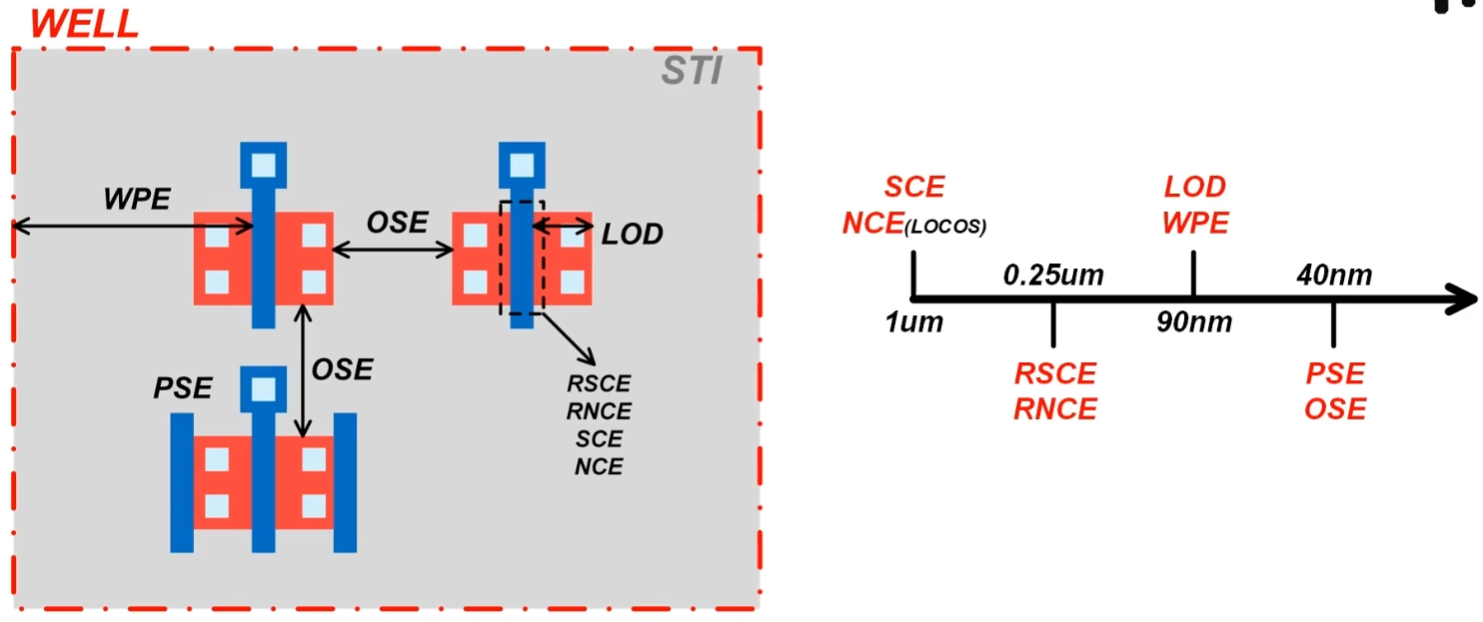 WELL
STI
WPE
OSE
LOD
OSE
PSE
RSCE
RNCE
SCE
NCE
SCE
NCE(LOCOS)
LOD
WPE
0.25um
40nm
1um
90nm
RSCE
RNCE
PSE
OSE